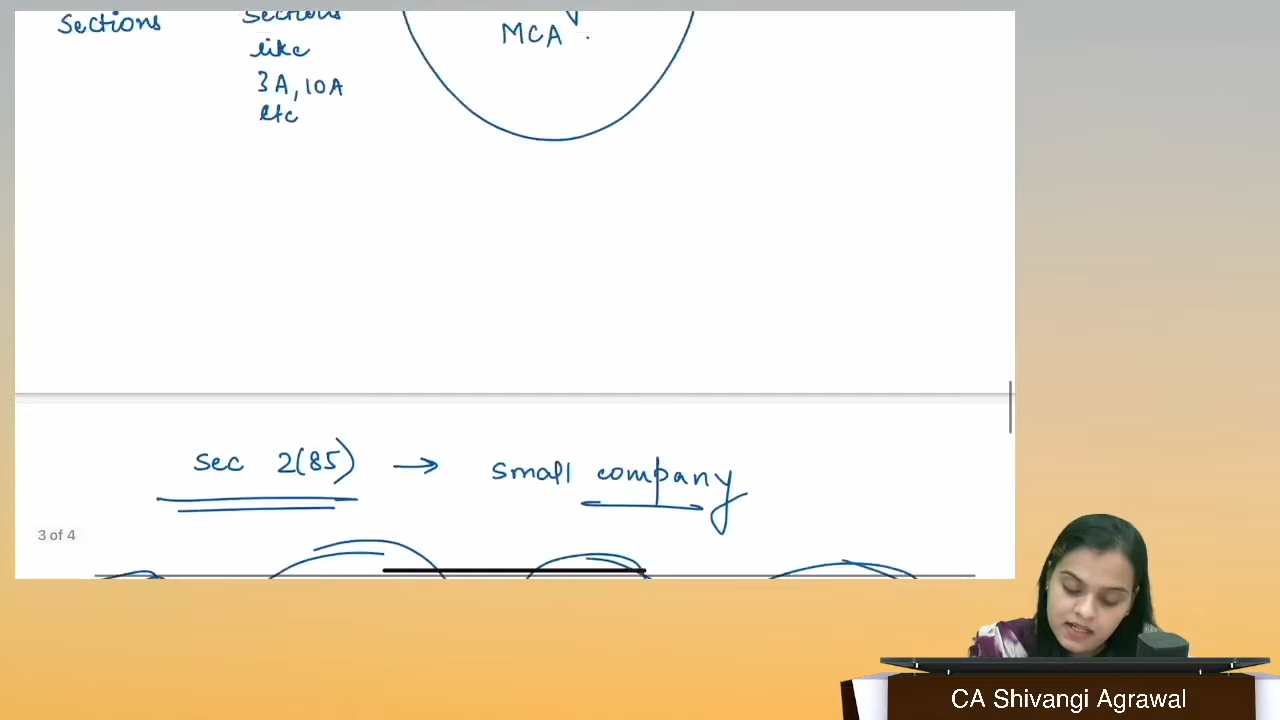 Sections
Sections
like
3A, 10A
etc
MCA
Sec 2(85) → Small company
3 of 4
CA Shivangi Agrawal